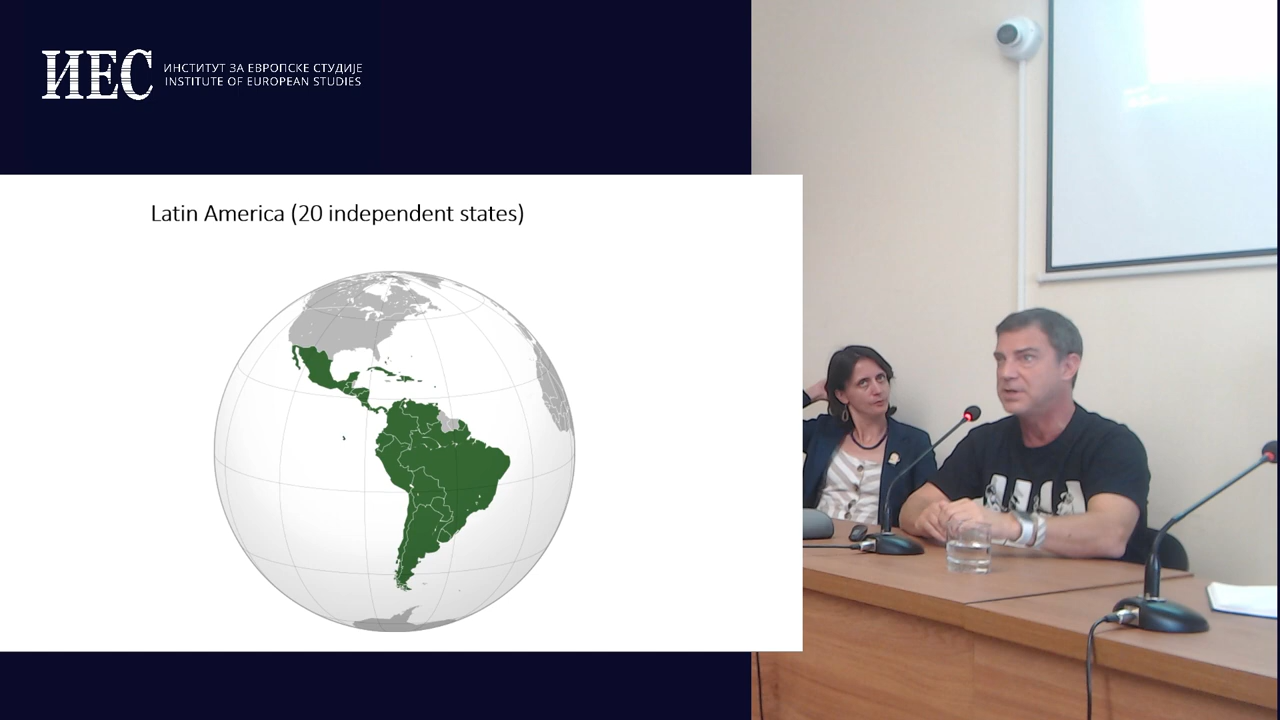 ИЕС
ИНСТИТУТ ЗА ЕВРОПСКЕ СТУДИЈЕ
INSTITUTE OF EUROPEAN STUDIES
Latin America (20 independent states)